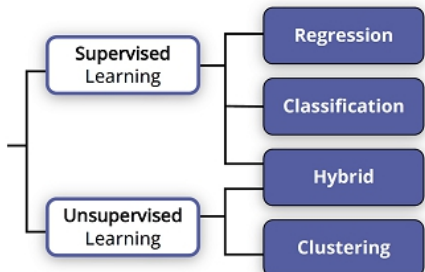 Supervised
Learning
Regression
Classification
Hybrid
Unsupervised
Learning
Clustering